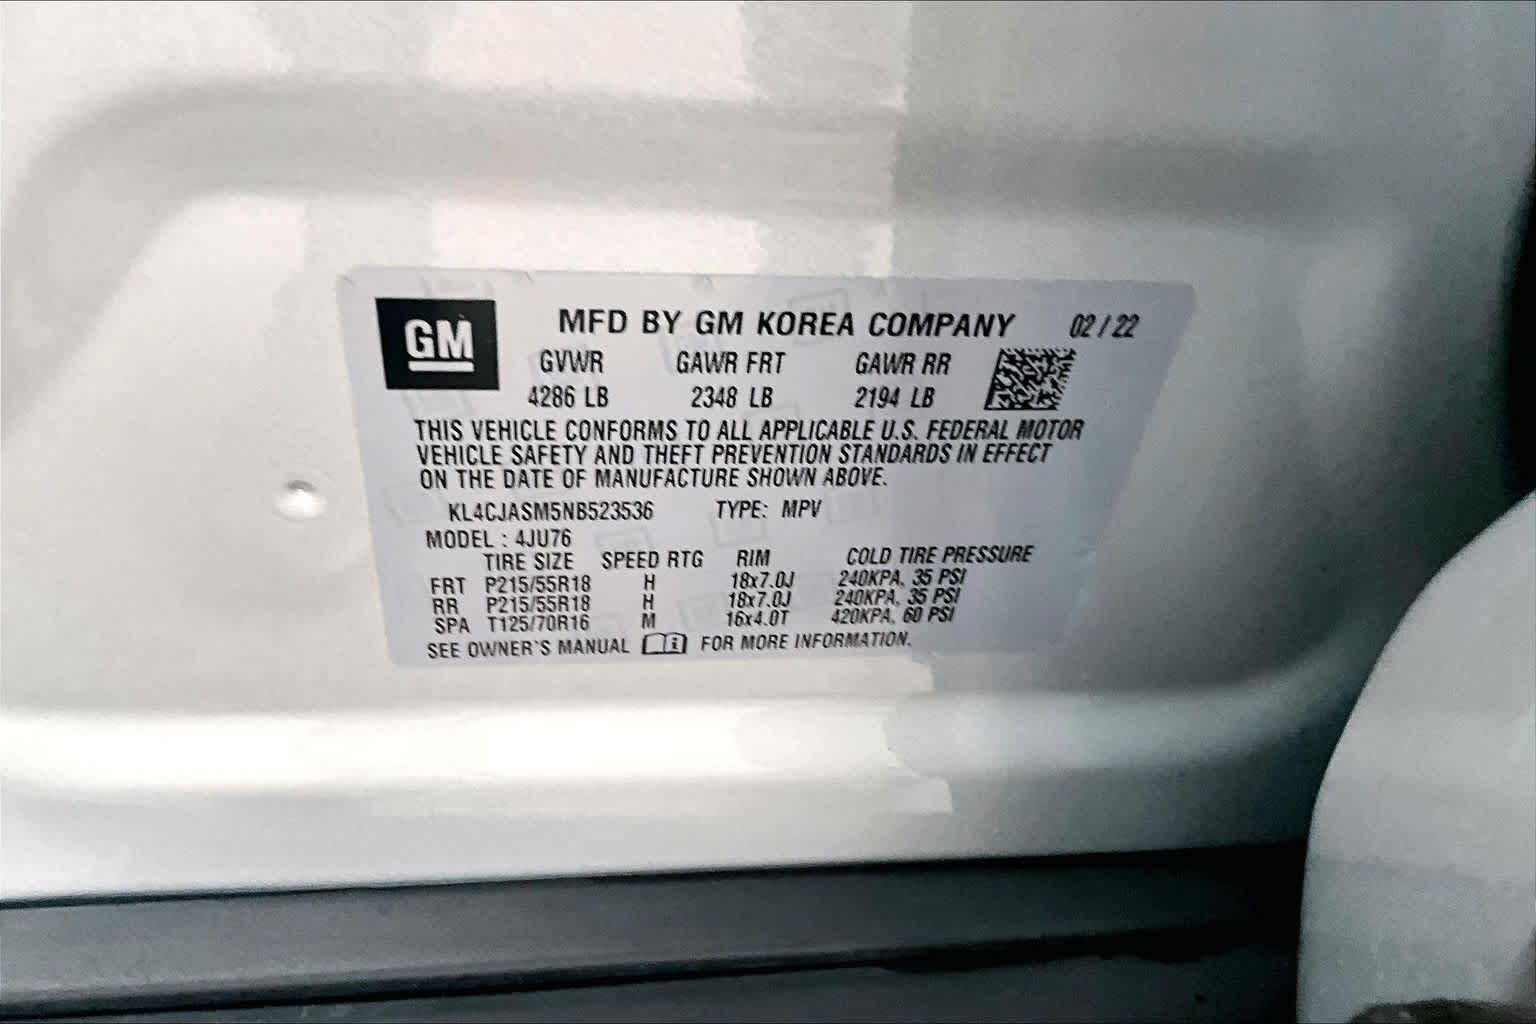 GM
MFD BY GM KOREA COMPANY 02/22
GVWR GAWR FRT GAWR RR
4286 LB 2348 LB 2194 LB
THIS VEHICLE CONFORMS TO ALL APPLICABLE U.S. FEDERAL MOTOR
VEHICLE SAFETY AND THEFT PREVENTION STANDARDS IN EFFECT
ON THE DATE OF MANUFACTURE SHOWN ABOVE.
KL4CJASM5NB523536 TYPE: MPV
MODEL : 4JU76
TIRE SIZE SPEED RTG RIM COLD TIRE PRESSURE
FRT P215/55R18 H 18x7.0J 240KPA, 35 PSI
RR P215/55R18 H 18x7.0J 240KPA, 35 PSI
SPA T125/70R16 M 16x4.0T 420KPA, 60 PSI
SEE OWNER'S MANUAL FOR MORE INFORMATION.